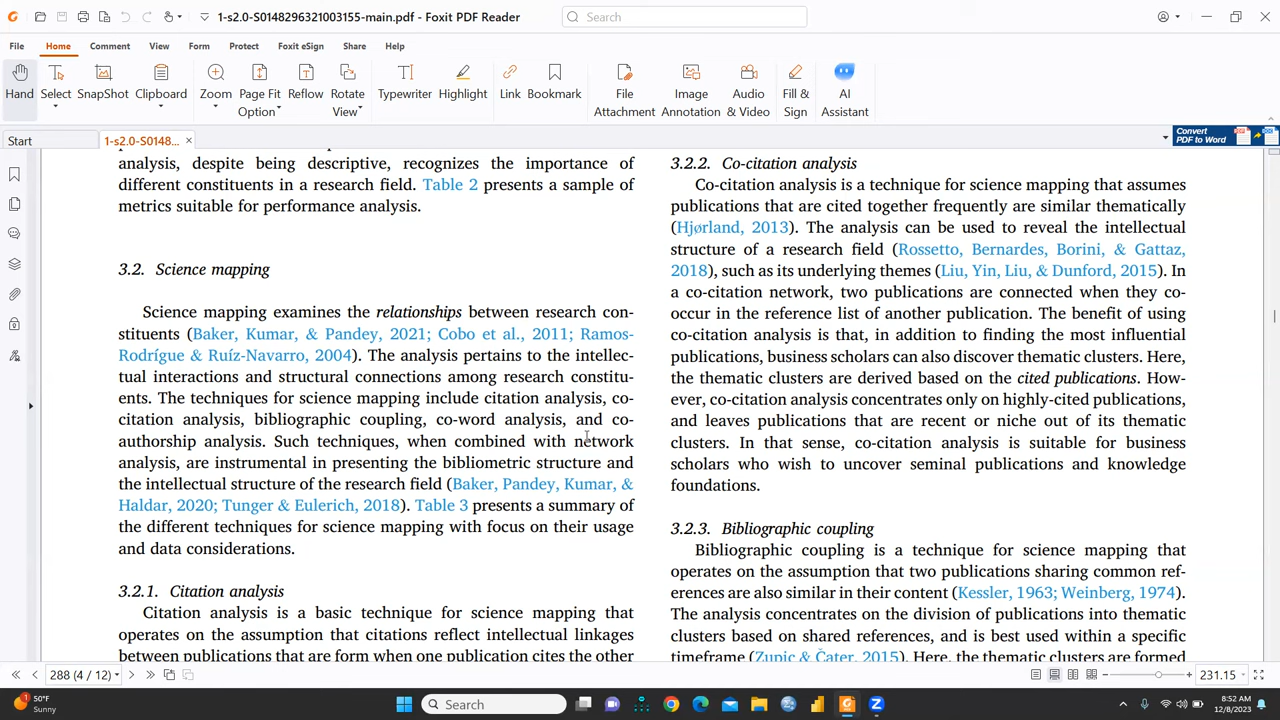 1-s2.0-S0148296321003155-main.pdf - Foxit PDF Reader
Search
File Home Comment View Form Protect Foxit eSign Share Help
Hand Select SnapShot Clipboard Zoom Page Fit Option Reflow Rotate View Typewriter Highlight Link Bookmark File Attachment Image Annotation Audio & Video Fill & Sign AI Assistant
Start 1-s2.0-S0148...
Convert
PDF to Word
analysis, despite being descriptive, recognizes the importance of
different constituents in a research field. Table 2 presents a sample of
metrics suitable for performance analysis.
3.2. Science mapping
Science mapping examines the relationships between research con-
stituents (Baker, Kumar, & Pandey, 2021; Cobo et al., 2011; Ramos-
Rodrígue & Ruíz-Navarro, 2004). The analysis pertains to the intellec-
tual interactions and structural connections among research constitu-
ents. The techniques for science mapping include citation analysis, co-
citation analysis, bibliographic coupling, co-word analysis, and co-
authorship analysis. Such techniques, when combined with network
analysis, are instrumental in presenting the bibliometric structure and
the intellectual structure of the research field (Baker, Pandey, Kumar, &
Haldar, 2020; Tunger & Eulerich, 2018). Table 3 presents a summary of
the different techniques for science mapping with focus on their usage
and data considerations.
3.2.1. Citation analysis
Citation analysis is a basic technique for science mapping that
operates on the assumption that citations reflect intellectual linkages
between publications that are form when one publication cites the other
3.2.2. Co-citation analysis
Co-citation analysis is a technique for science mapping that assumes
publications that are cited together frequently are similar thematically
(Hjørland, 2013). The analysis can be used to reveal the intellectual
structure of a research field (Rossetto, Bernardes, Borini, & Gattaz,
2018), such as its underlying themes (Liu, Yin, Liu, & Dunford, 2015). In
a co-citation network, two publications are connected when they co-
occur in the reference list of another publication. The benefit of using
co-citation analysis is that, in addition to finding the most influential
publications, business scholars can also discover thematic clusters. Here,
the thematic clusters are derived based on the cited publications. How-
ever, co-citation analysis concentrates only on highly-cited publications,
and leaves publications that are recent or niche out of its thematic
clusters. In that sense, co-citation analysis is suitable for business
scholars who wish to uncover seminal publications and knowledge
foundations.
3.2.3. Bibliographic coupling
Bibliographic coupling is a technique for science mapping that
operates on the assumption that two publications sharing common ref-
erences are also similar in their content (Kessler, 1963; Weinberg, 1974).
The analysis concentrates on the division of publications into thematic
clusters based on shared references, and is best used within a specific
timeframe (Zupic & Čater, 2015). Here, the thematic clusters are formed
288 (4 / 12) 231.15
50°F
Sunny
Search
8:52 AM
12/8/2023